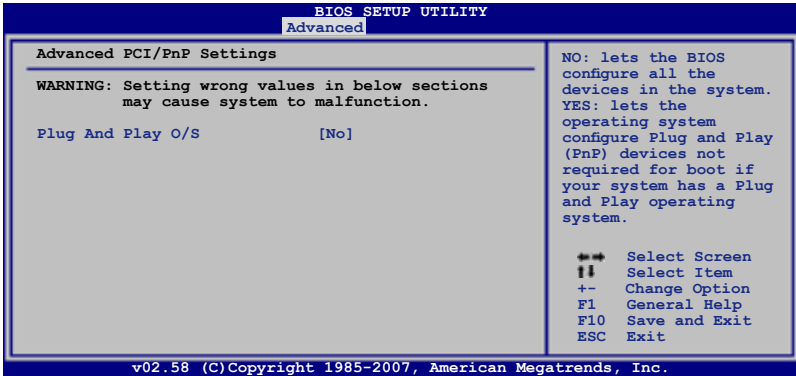 BIOS SETUP UTILITY
Advanced
Advanced PCI/PnP Settings
WARNING: Setting wrong values in below sections
may cause system to malfunction.
Plug And Play O/S [No]
NO: lets the BIOS
configure all the
devices in the system.
YES: lets the
operating system
configure Plug and Play
(PnP) devices not
required for boot if
your system has a Plug
and Play operating
system.
←→ Select Screen
↑↓ Select Item
+- Change Option
F1 General Help
F10 Save and Exit
ESC Exit
v02.58 (C)Copyright 1985-2007, American Megatrends, Inc.